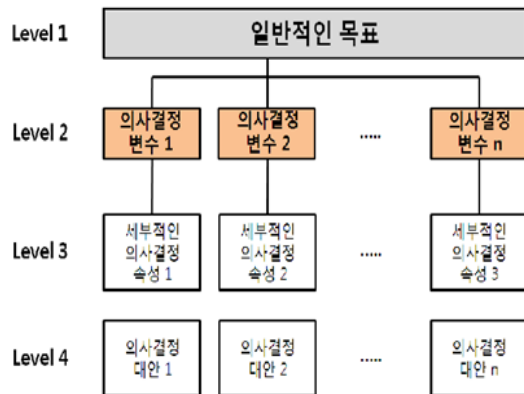 Level 1
일반적인 목표
Level 2
의사결정
변수 1
의사결정
변수 2
.....
의사결정
변수 n
Level 3
세부적인
의사결정
속성 1
세부적인
의사결정
속성 2
.....
세부적인
의사결정
속성 3
Level 4
의사결정
대안 1
의사결정
대안 2
.....
의사결정
대안 n